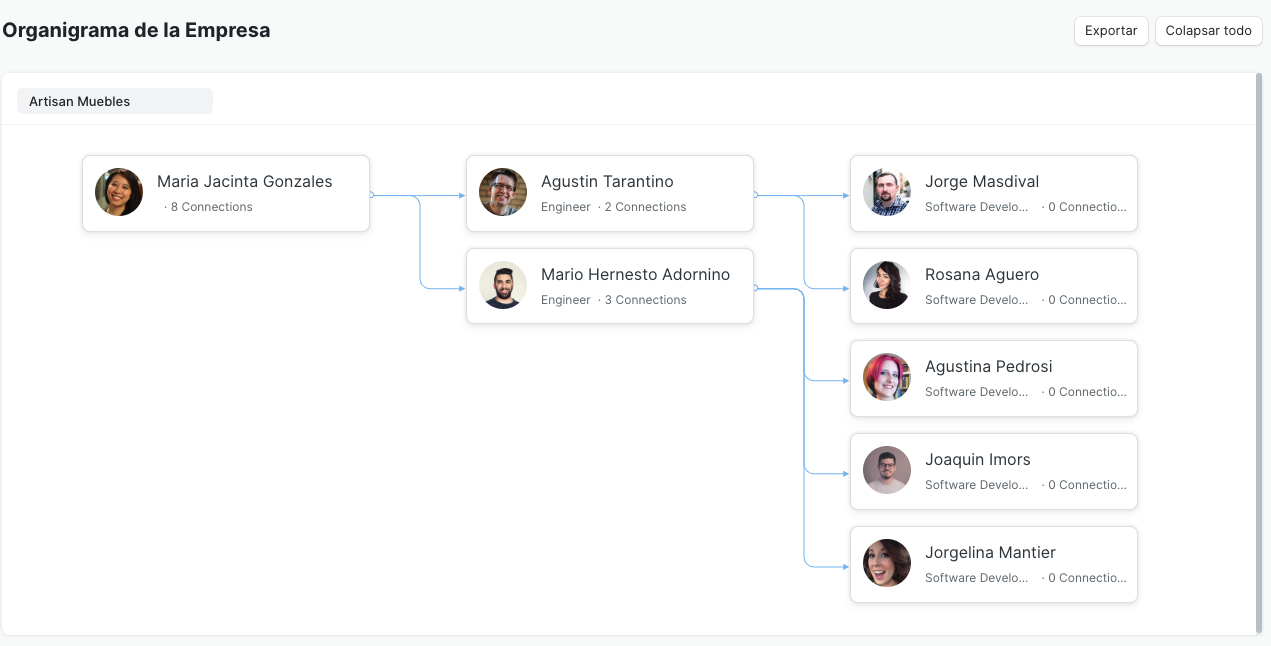 Organigrama de la Empresa
Exportar
Colapsar todo
Artisan Muebles
Maria Jacinta Gonzales
· 8 Connections
Agustin Tarantino
Engineer · 2 Connections
Mario Hernesto Adornino
Engineer · 3 Connections
Jorge Masdival
Software Develo... · 0 Connectio...
Rosana Aguero
Software Develo... · 0 Connectio...
Agustina Pedrosi
Software Develo... · 0 Connectio...
Joaquin Imors
Software Develo... · 0 Connectio...
Jorgelina Mantier
Software Develo... · 0 Connectio...